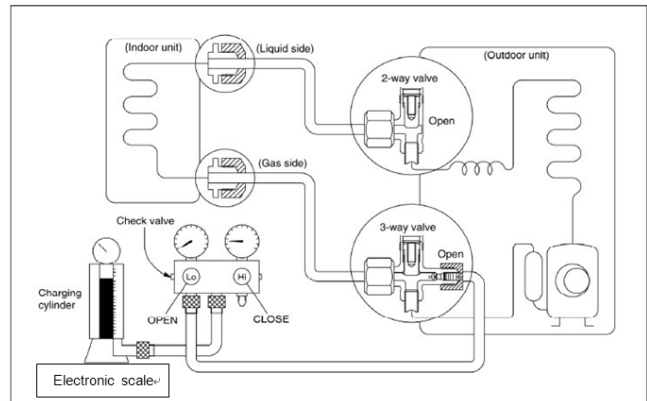 (Indoor unit)
(Liquid side)
2-way valve
(Outdoor unit)
Open
(Gas side)
3-way valve
Open
Check valve
Lo
Hi
Charging
cylinder
OPEN
CLOSE
Electronic scale